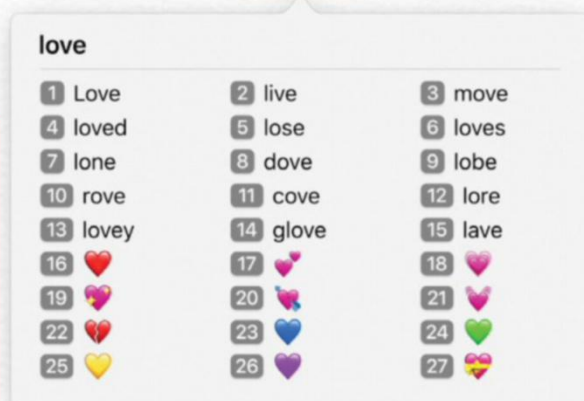 love
1 Love 2 live 3 move
4 loved 5 lose 6 loves
7 lone 8 dove 9 lobe
10 rove 11 cove 12 lore
13 lovey 14 glove 15 lave
16 ❤️ 17 💕 18 💗
19 💖 20 💘 21 💓
22 💔 23 💙 24 💚
25 💛 26 💜 27 💝